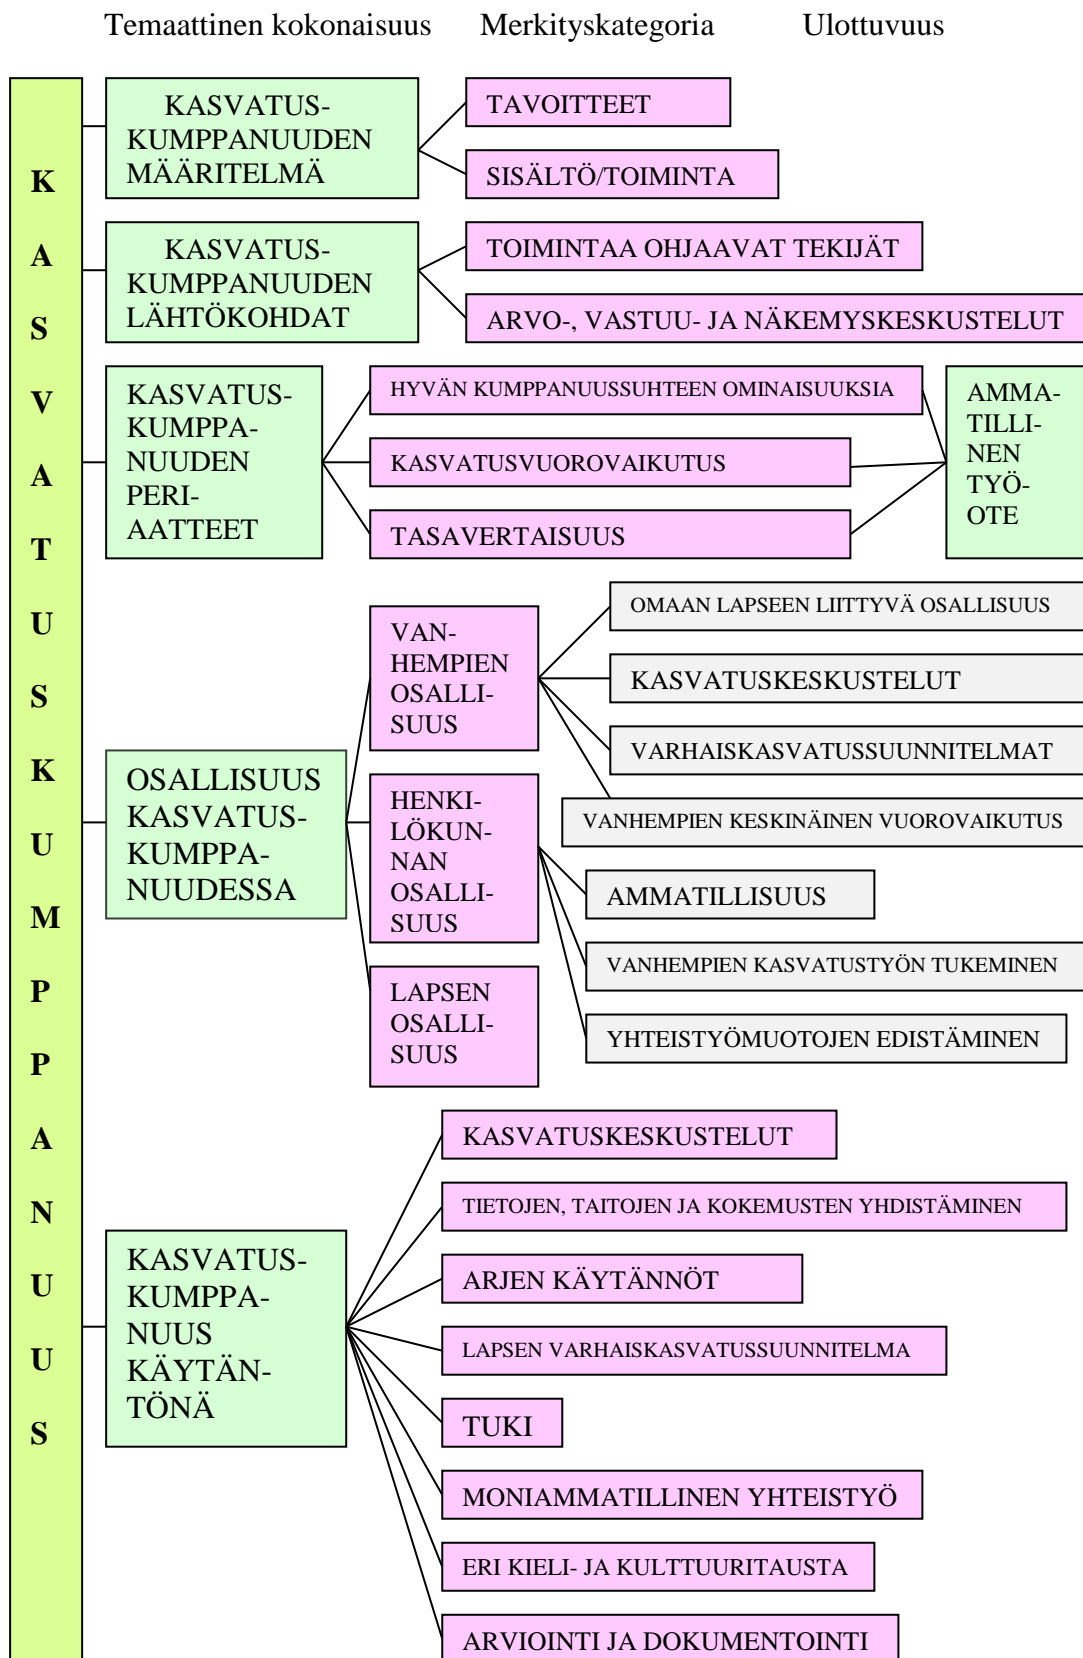 Temaattinen kokonaisuus Merkityskategoria Ulottuvuus
K
A
S
V
A
T
U
S
K
U
M
P
P
A
N
U
U
S
KASVATUS-
KUMPPANUUDEN
MÄÄRITELMÄ
TAVOITTEET
SISÄLTÖ/TOIMINTA
KASVATUS-
KUMPPANUUDEN
LÄHTÖKOHDAT
TOIMINTAA OHJAAVAT TEKIJÄT
ARVO-, VASTUU- JA NÄKEMYSKESKUSTELUT
KASVATUS-
KUMPPA-
NUUDEN
PERI-
AATTEET
HYVÄN KUMPPANUUSSUHTEEN OMINAISUUKSIA
KASVATUSVUOROVAIKUTUS
TASAVERTAISUUS
AMMA-
TILLI-
NEN
TYÖ-
OTE
OSALLISUUS
KASVATUS-
KUMPPA-
NUUDESSA
VAN-
HEMPIEN
OSALLI-
SUUS
OMAAN LAPSEEN LIITTYVÄ OSALLISUUS
KASVATUSKESKUSTELUT
VARHAISKASVATUSSUUNNITELMAT
VANHEMPIEN KESKINÄINEN VUOROVAIKUTUS
HENKI-
LÖKUN-
NAN
OSALLI-
SUUS
AMMATILLISUUS
VANHEMPIEN KASVATUSTYÖN TUKEMINEN
YHTEISTYÖMUOTOJEN EDISTÄMINEN
LAPSEN
OSALLI-
SUUS
KASVATUS-
KUMPPA-
NUUS
KÄYTÄN-
TÖNÄ
KASVATUSKESKUSTELUT
TIETOJEN, TAITOJEN JA KOKEMUSTEN YHDISTÄMINEN
ARJEN KÄYTÄNNÖT
LAPSEN VARHAISKASVATUSSUUNNITELMA
TUKI
MONIAMMATILLINEN YHTEISTYÖ
ERI KIELI- JA KULTTUURITAUSTA
ARVIOINTI JA DOKUMENTOINTI